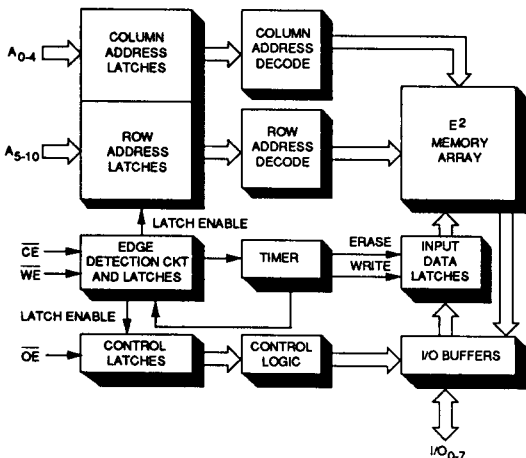 A0-4
COLUMN
ADDRESS
LATCHES
COLUMN
ADDRESS
DECODE
A5-10
ROW
ADDRESS
LATCHES
ROW
ADDRESS
DECODE
E2
MEMORY
ARRAY
LATCH ENABLE
CE
WE
EDGE
DETECTION CKT
AND LATCHES
TIMER
ERASE
WRITE
INPUT
DATA
LATCHES
LATCH ENABLE
OE
CONTROL
LATCHES
CONTROL
LOGIC
I/O BUFFERS
I/O0-7